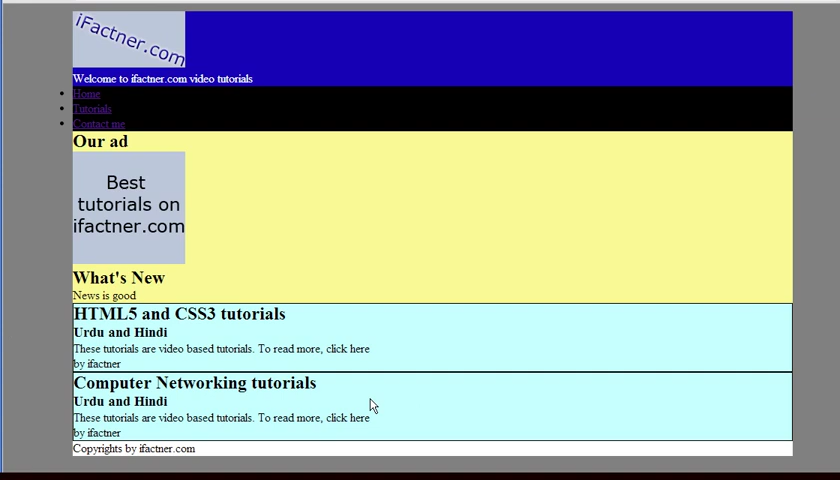 iFactner.com
Welcome to ifactner.com video tutorials
Home
Tutorials
Contact me
Our ad
Best
tutorials on
ifactner.com
What's New
News is good
HTML5 and CSS3 tutorials
Urdu and Hindi
These tutorials are video based tutorials. To read more, click here
by ifactner
Computer Networking tutorials
Urdu and Hindi
These tutorials are video based tutorials. To read more, click here
by ifactner
Copyrights by ifactner.com